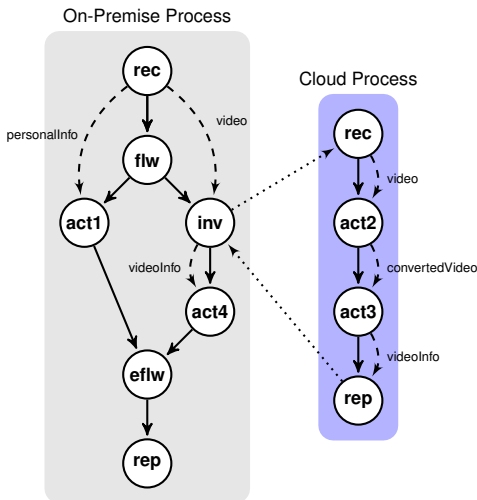 On-Premise Process
rec
personalInfo
video
flw
act1
inv
videoInfo
act4
eflw
rep
Cloud Process
rec
video
act2
convertedVideo
act3
videoInfo
rep